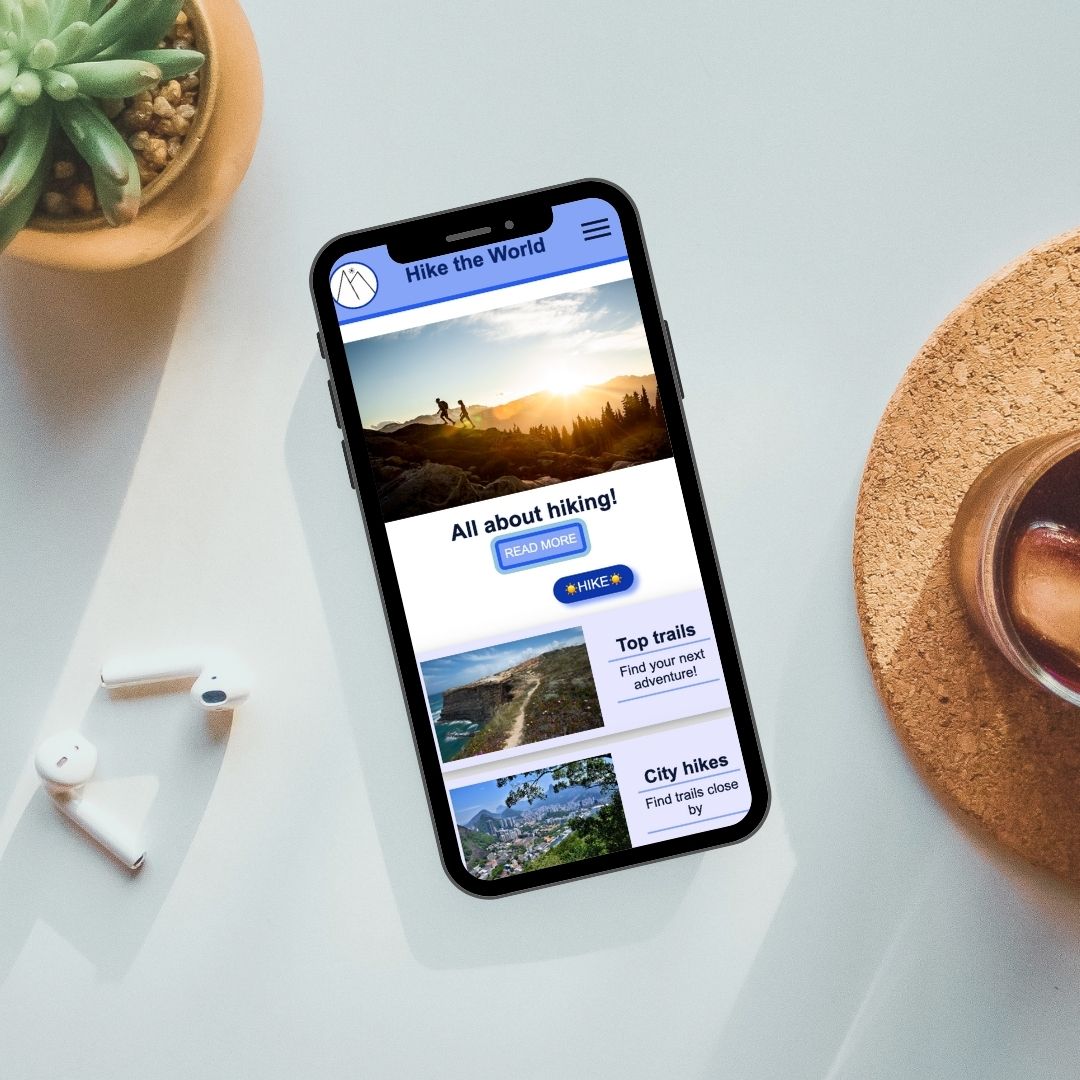 Hike the World
All about hiking!
READ MORE
☀️HIKE☀️
Top trails
Find your next
adventure!
City hikes
Find trails close
by